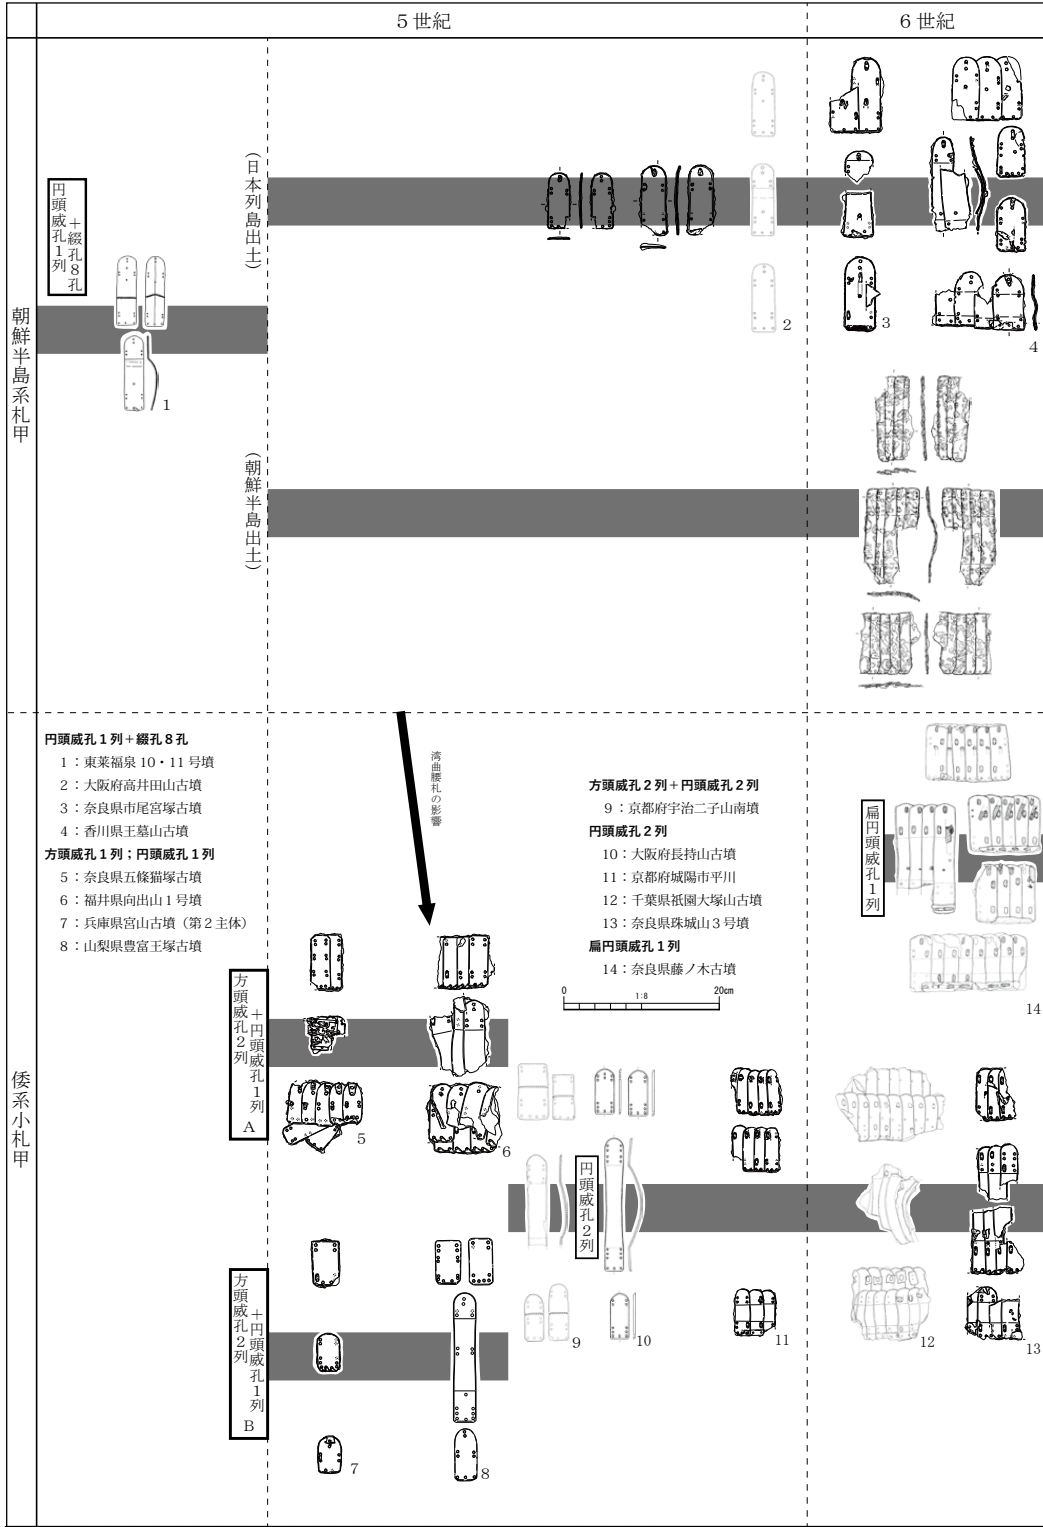 5世紀
6世紀
朝鮮半島系札甲
円頭威孔1列
+綴孔8孔
(日本列島出土)
1
2
3
4
(朝鮮半島出土)
倭系小札甲
円頭威孔1列+綴孔8孔
1:東莱福泉10・11号墳
2:大阪府高井田山古墳
3:奈良県市尾宮塚古墳
4:香川県王墓山古墳
方頭威孔1列;円頭威孔1列
5:奈良県五條猫塚古墳
6:福井県向出山1号墳
7:兵庫県宮山古墳(第2主体)
8:山梨県豊富王塚古墳
湾曲腰札の影響
方頭威孔2列+円頭威孔2列
9:京都府宇治二子山南墳
円頭威孔2列
10:大阪府長持山古墳
11:京都府城陽市平川
12:千葉県祇園大塚山古墳
13:奈良県珠城山3号墳
扁円頭威孔1列
14:奈良県藤ノ木古墳
0
1:8
20cm
扁円頭威孔1列
14
方頭威孔2列
+円頭威孔1列
A
5
6
円頭威孔2列
9
10
11
12
13
方頭威孔2列
+円頭威孔1列
B
7
8